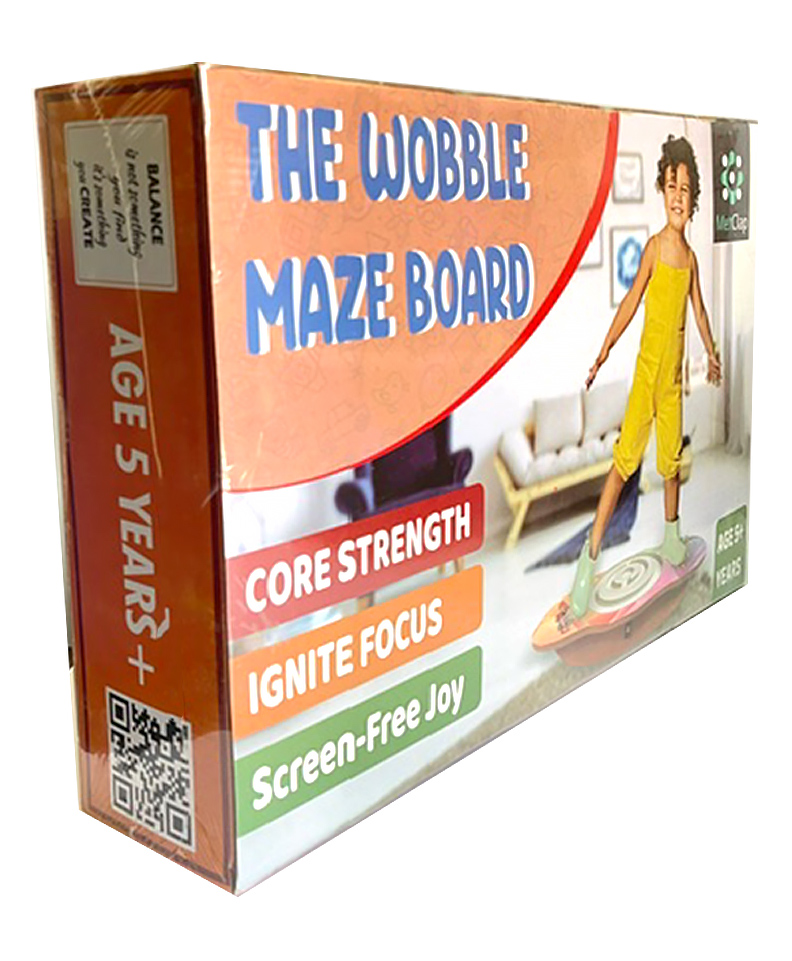 THE WOBBLE
MAZE BOARD
MetClap
CORE STRENGTH
IGNITE FOCUS
Screen-Free Joy
AGE 5+
YEARS
BALANCE
is not something
you find
it's something
you CREATE
AGE 5 YEARS+